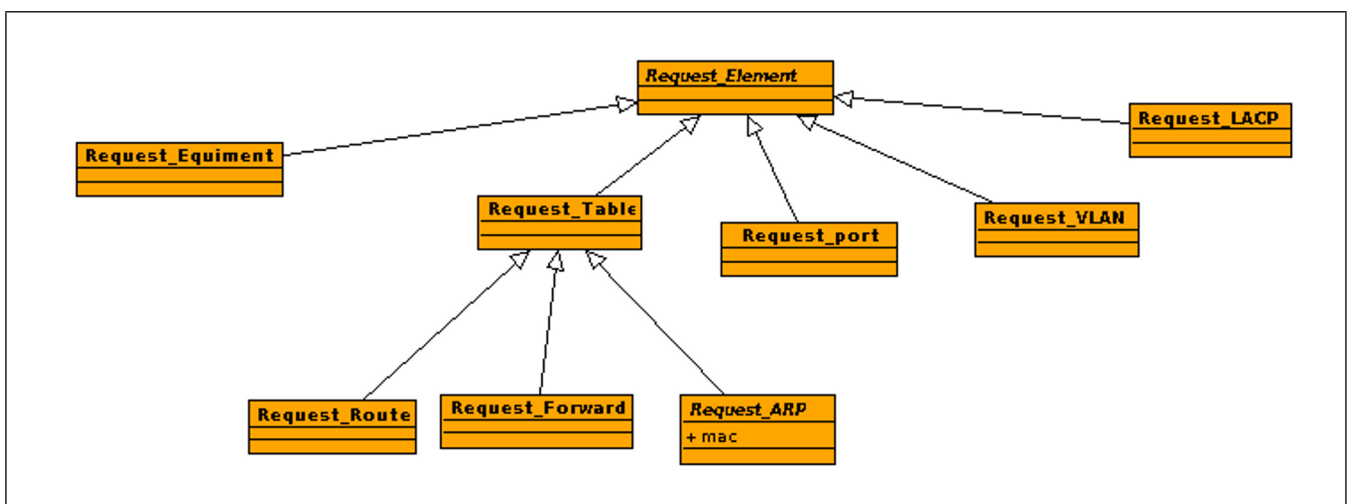 Request_Element
Request_LACP
Request_Equiment
Request_Table
Request_VLAN
Request_port
Request_Route
Request_Forward
Request_ARP
+ mac